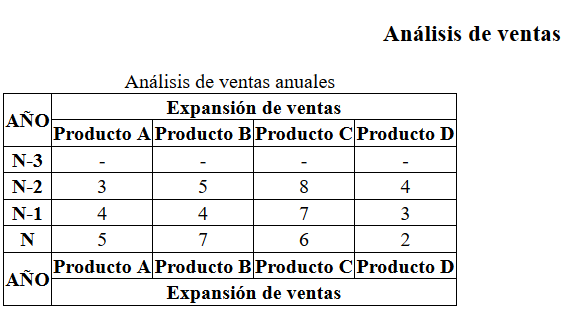 Análisis de ventas
Análisis de ventas anuales
AÑO Expansión de ventas
Producto A Producto B Producto C Producto D
N-3 - - - -
N-2 3 5 8 4
N-1 4 4 7 3
N 5 7 6 2
AÑO Producto A Producto B Producto C Producto D
Expansión de ventas